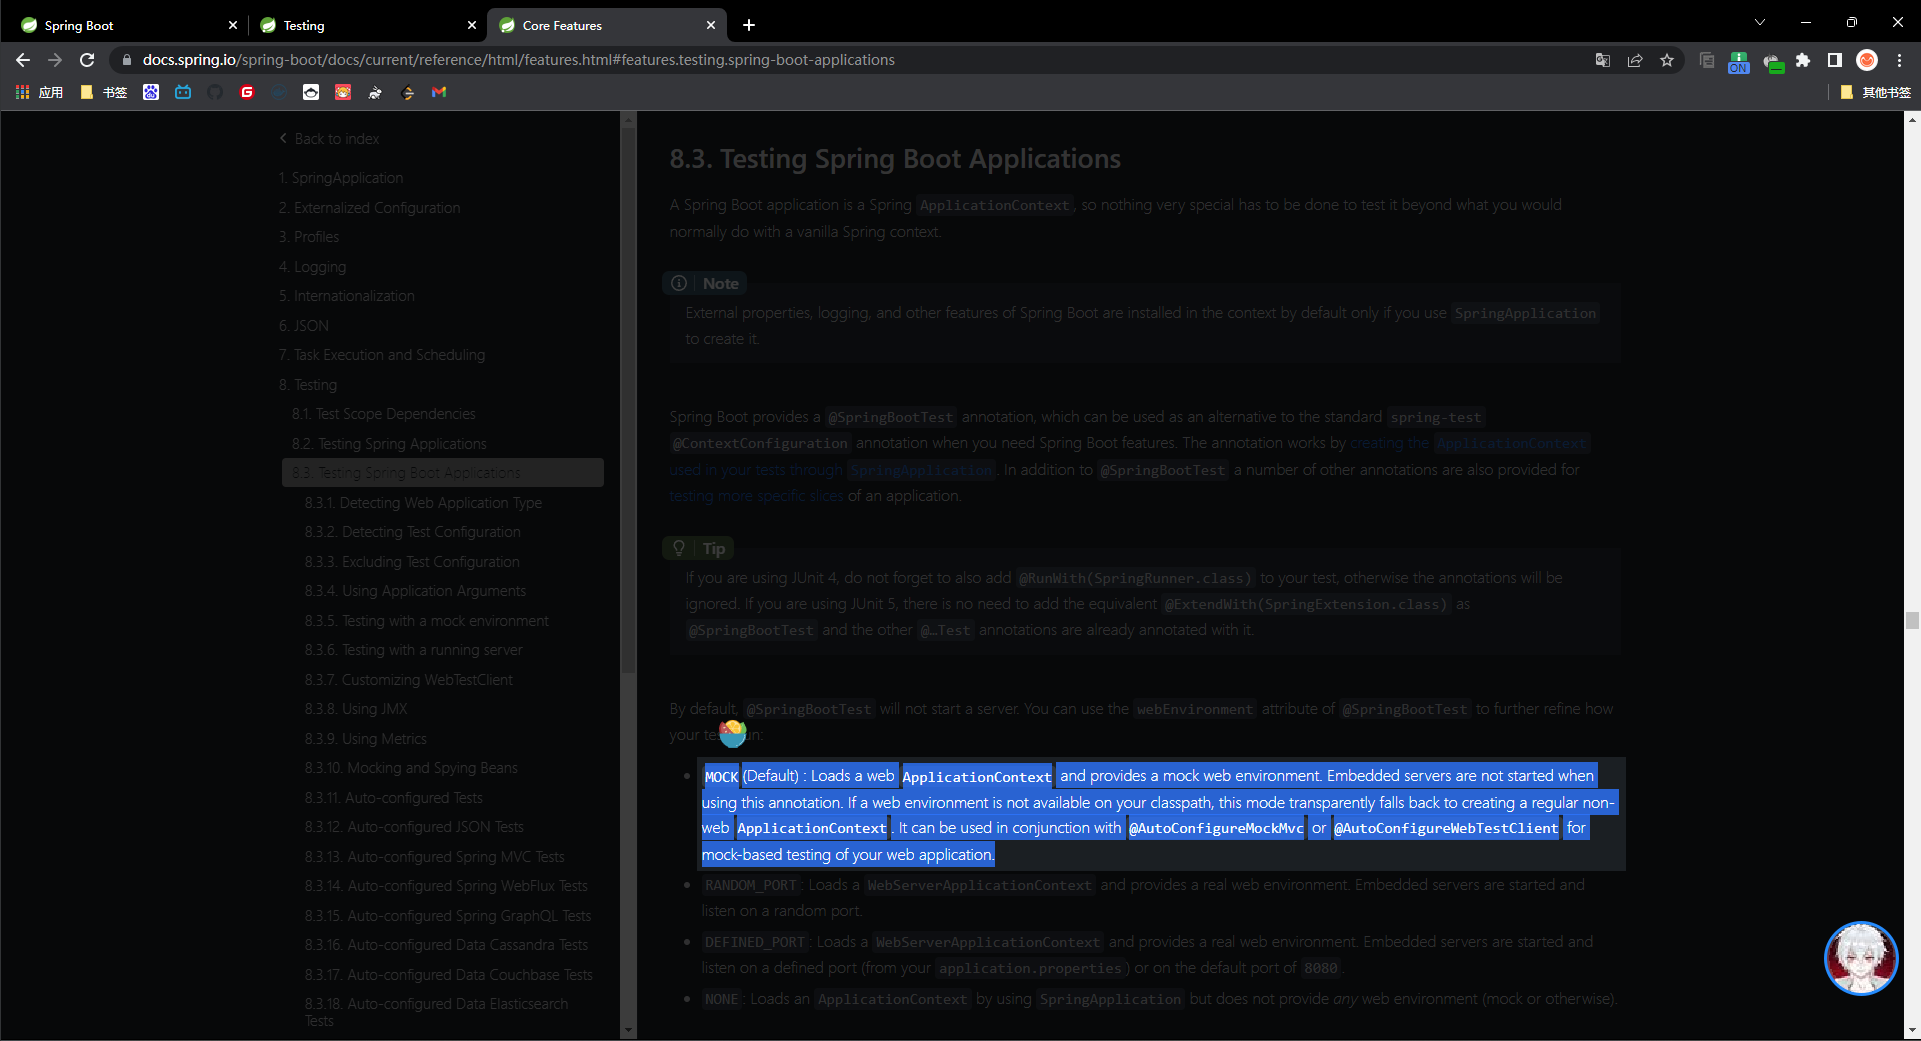 Spring Boot
Testing
Core Features
docs.spring.io/spring-boot/docs/current/reference/html/features.html#features.testing.spring-boot-applications
ON
应用
书签
其他书签
Back to index
1. SpringApplication
2. Externalized Configuration
3. Profiles
4. Logging
5. Internationalization
6. JSON
7. Task Execution and Scheduling
8. Testing
8.1. Test Scope Dependencies
8.2. Testing Spring Applications
8.3. Testing Spring Boot Applications
8.3.1. Detecting Web Application Type
8.3.2. Detecting Test Configuration
8.3.3. Excluding Test Configuration
8.3.4. Using Application Arguments
8.3.5. Testing with a mock environment
8.3.6. Testing with a running server
8.3.7. Customizing WebTestClient
8.3.8. Using JMX
8.3.9. Using Metrics
8.3.10. Mocking and Spying Beans
8.3.11. Auto-configured Tests
8.3.12. Auto-configured JSON Tests
8.3.13. Auto-configured Spring MVC Tests
8.3.14. Auto-configured Spring WebFlux Tests
8.3.15. Auto-configured Spring GraphQL Tests
8.3.16. Auto-configured Data Cassandra Tests
8.3.17. Auto-configured Data Couchbase Tests
8.3.18. Auto-configured Data Elasticsearch
Tests
8.3. Testing Spring Boot Applications
A Spring Boot application is a Spring ApplicationContext, so nothing very special has to be done to test it beyond what you would
normally do with a vanilla Spring context.
Note
External properties, logging, and other features of Spring Boot are installed in the context by default only if you use SpringApplication
to create it.
Spring Boot provides a @SpringBootTest annotation, which can be used as an alternative to the standard spring-test
@ContextConfiguration annotation when you need Spring Boot features. The annotation works by creating the ApplicationContext
used in your tests through SpringApplication. In addition to @SpringBootTest a number of other annotations are also provided for
testing more specific slices of an application.
Tip
If you are using JUnit 4, do not forget to also add @RunWith(SpringRunner.class) to your test, otherwise the annotations will be
ignored. If you are using JUnit 5, there is no need to add the equivalent @ExtendWith(SpringExtension.class) as
@SpringBootTest and the other @…Test annotations are already annotated with it.
By default, @SpringBootTest will not start a server. You can use the webEnvironment attribute of @SpringBootTest to further refine how
your
MOCK (Default) : Loads a web ApplicationContext and provides a mock web environment. Embedded servers are not started when
using this annotation. If a web environment is not available on your classpath, this mode transparently falls back to creating a regular non-
web ApplicationContext. It can be used in conjunction with @AutoConfigureMockMvc or @AutoConfigureWebTestClient for
mock-based testing of your web application.
RANDOM_PORT: Loads a WebServerApplicationContext and provides a real web environment. Embedded servers are started and
listen on a random port.
DEFINED_PORT: Loads a WebServerApplicationContext and provides a real web environment. Embedded servers are started and
listen on a defined port (from your application.properties) or on the default port of 8080.
NONE: Loads an ApplicationContext by using SpringApplication but does not provide any web environment (mock or otherwise).